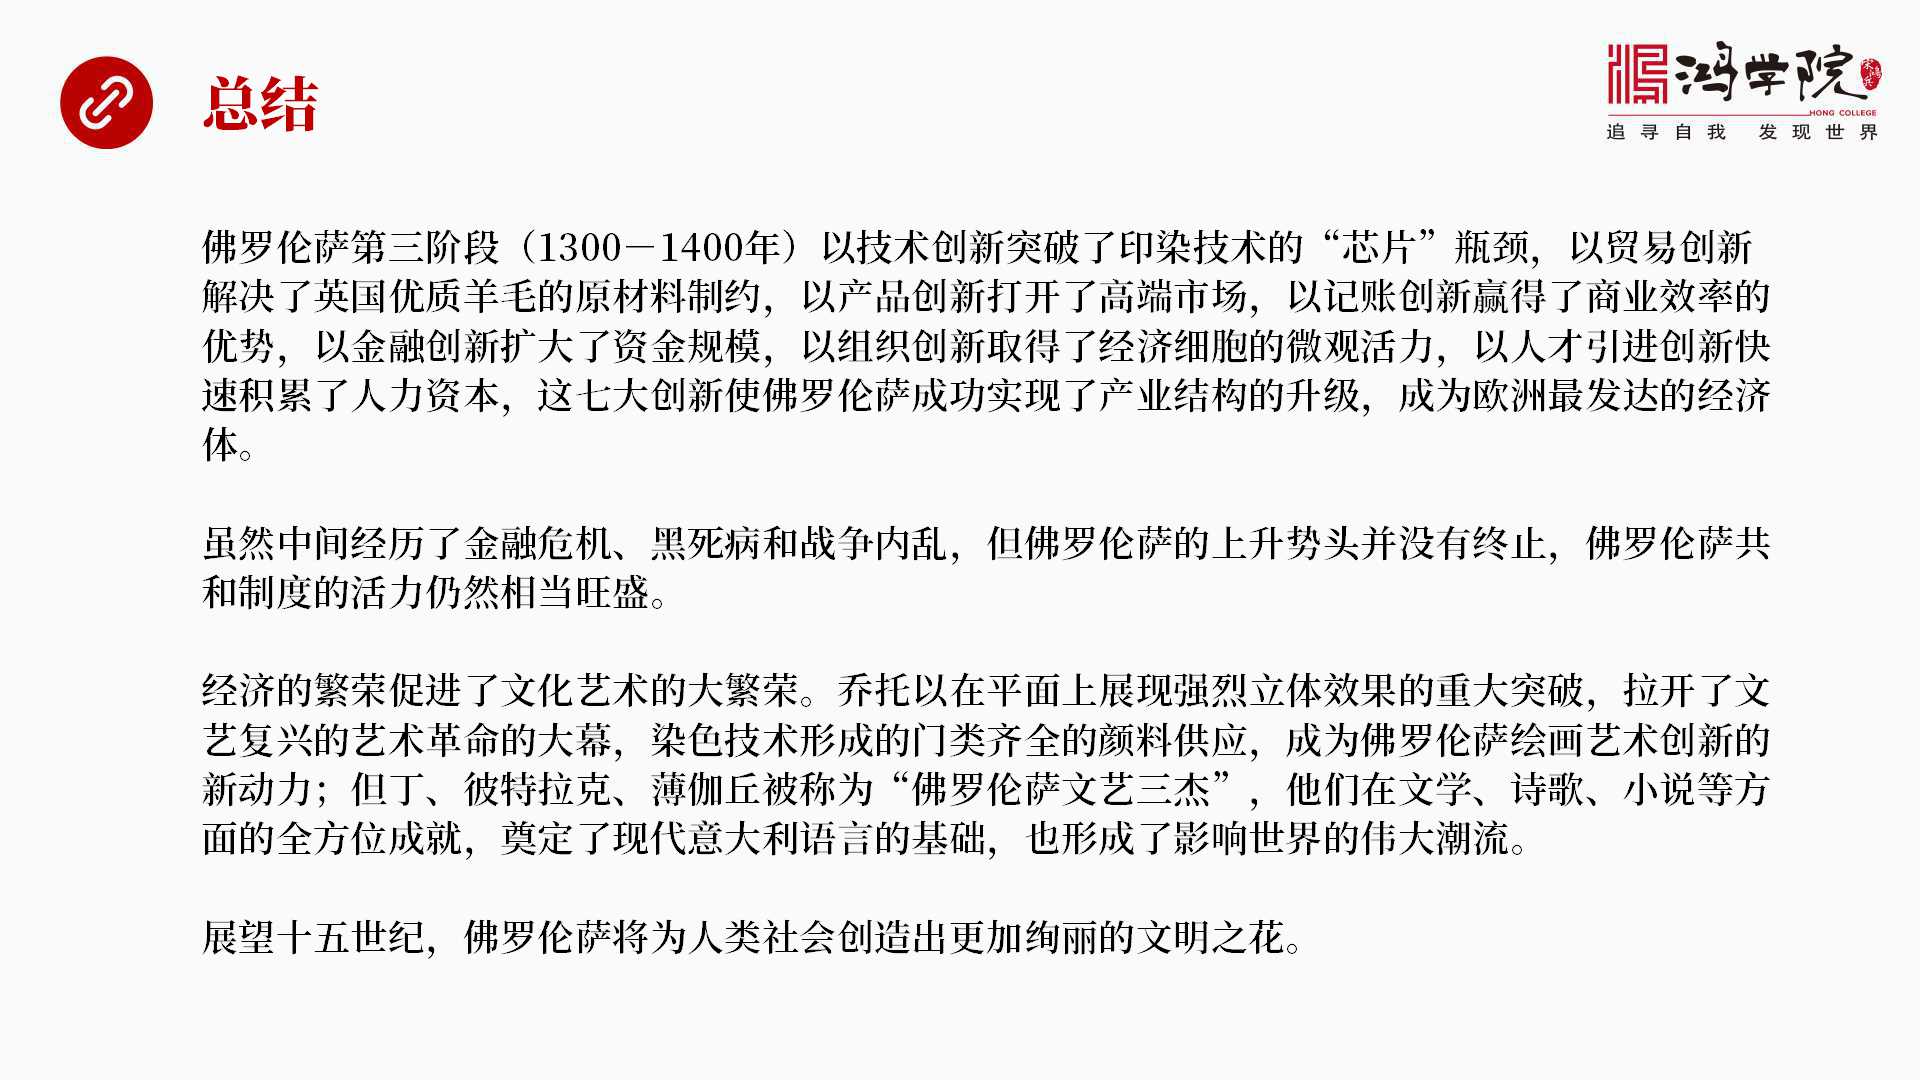 总结
鸿学院
宋鸿兵
HONG COLLEGE
追寻自我 发现世界
佛罗伦萨第三阶段（1300－1400年）以技术创新突破了印染技术的“芯片”瓶颈，以贸易创新
解决了英国优质羊毛的原材料制约，以产品创新打开了高端市场，以记账创新赢得了商业效率的
优势，以金融创新扩大了资金规模，以组织创新取得了经济细胞的微观活力，以人才引进创新快
速积累了人力资本，这七大创新使佛罗伦萨成功实现了产业结构的升级，成为欧洲最发达的经济
体。
虽然中间经历了金融危机、黑死病和战争内乱，但佛罗伦萨的上升势头并没有终止，佛罗伦萨共
和制度的活力仍然相当旺盛。
经济的繁荣促进了文化艺术的大繁荣。乔托以在平面上展现强烈立体效果的重大突破，拉开了文
艺复兴的艺术革命的大幕，染色技术形成的门类齐全的颜料供应，成为佛罗伦萨绘画艺术创新的
新动力；但丁、彼特拉克、薄伽丘被称为“佛罗伦萨文艺三杰”，他们在文学、诗歌、小说等方
面的全方位成就，奠定了现代意大利语言的基础，也形成了影响世界的伟大潮流。
展望十五世纪，佛罗伦萨将为人类社会创造出更加绚丽的文明之花。